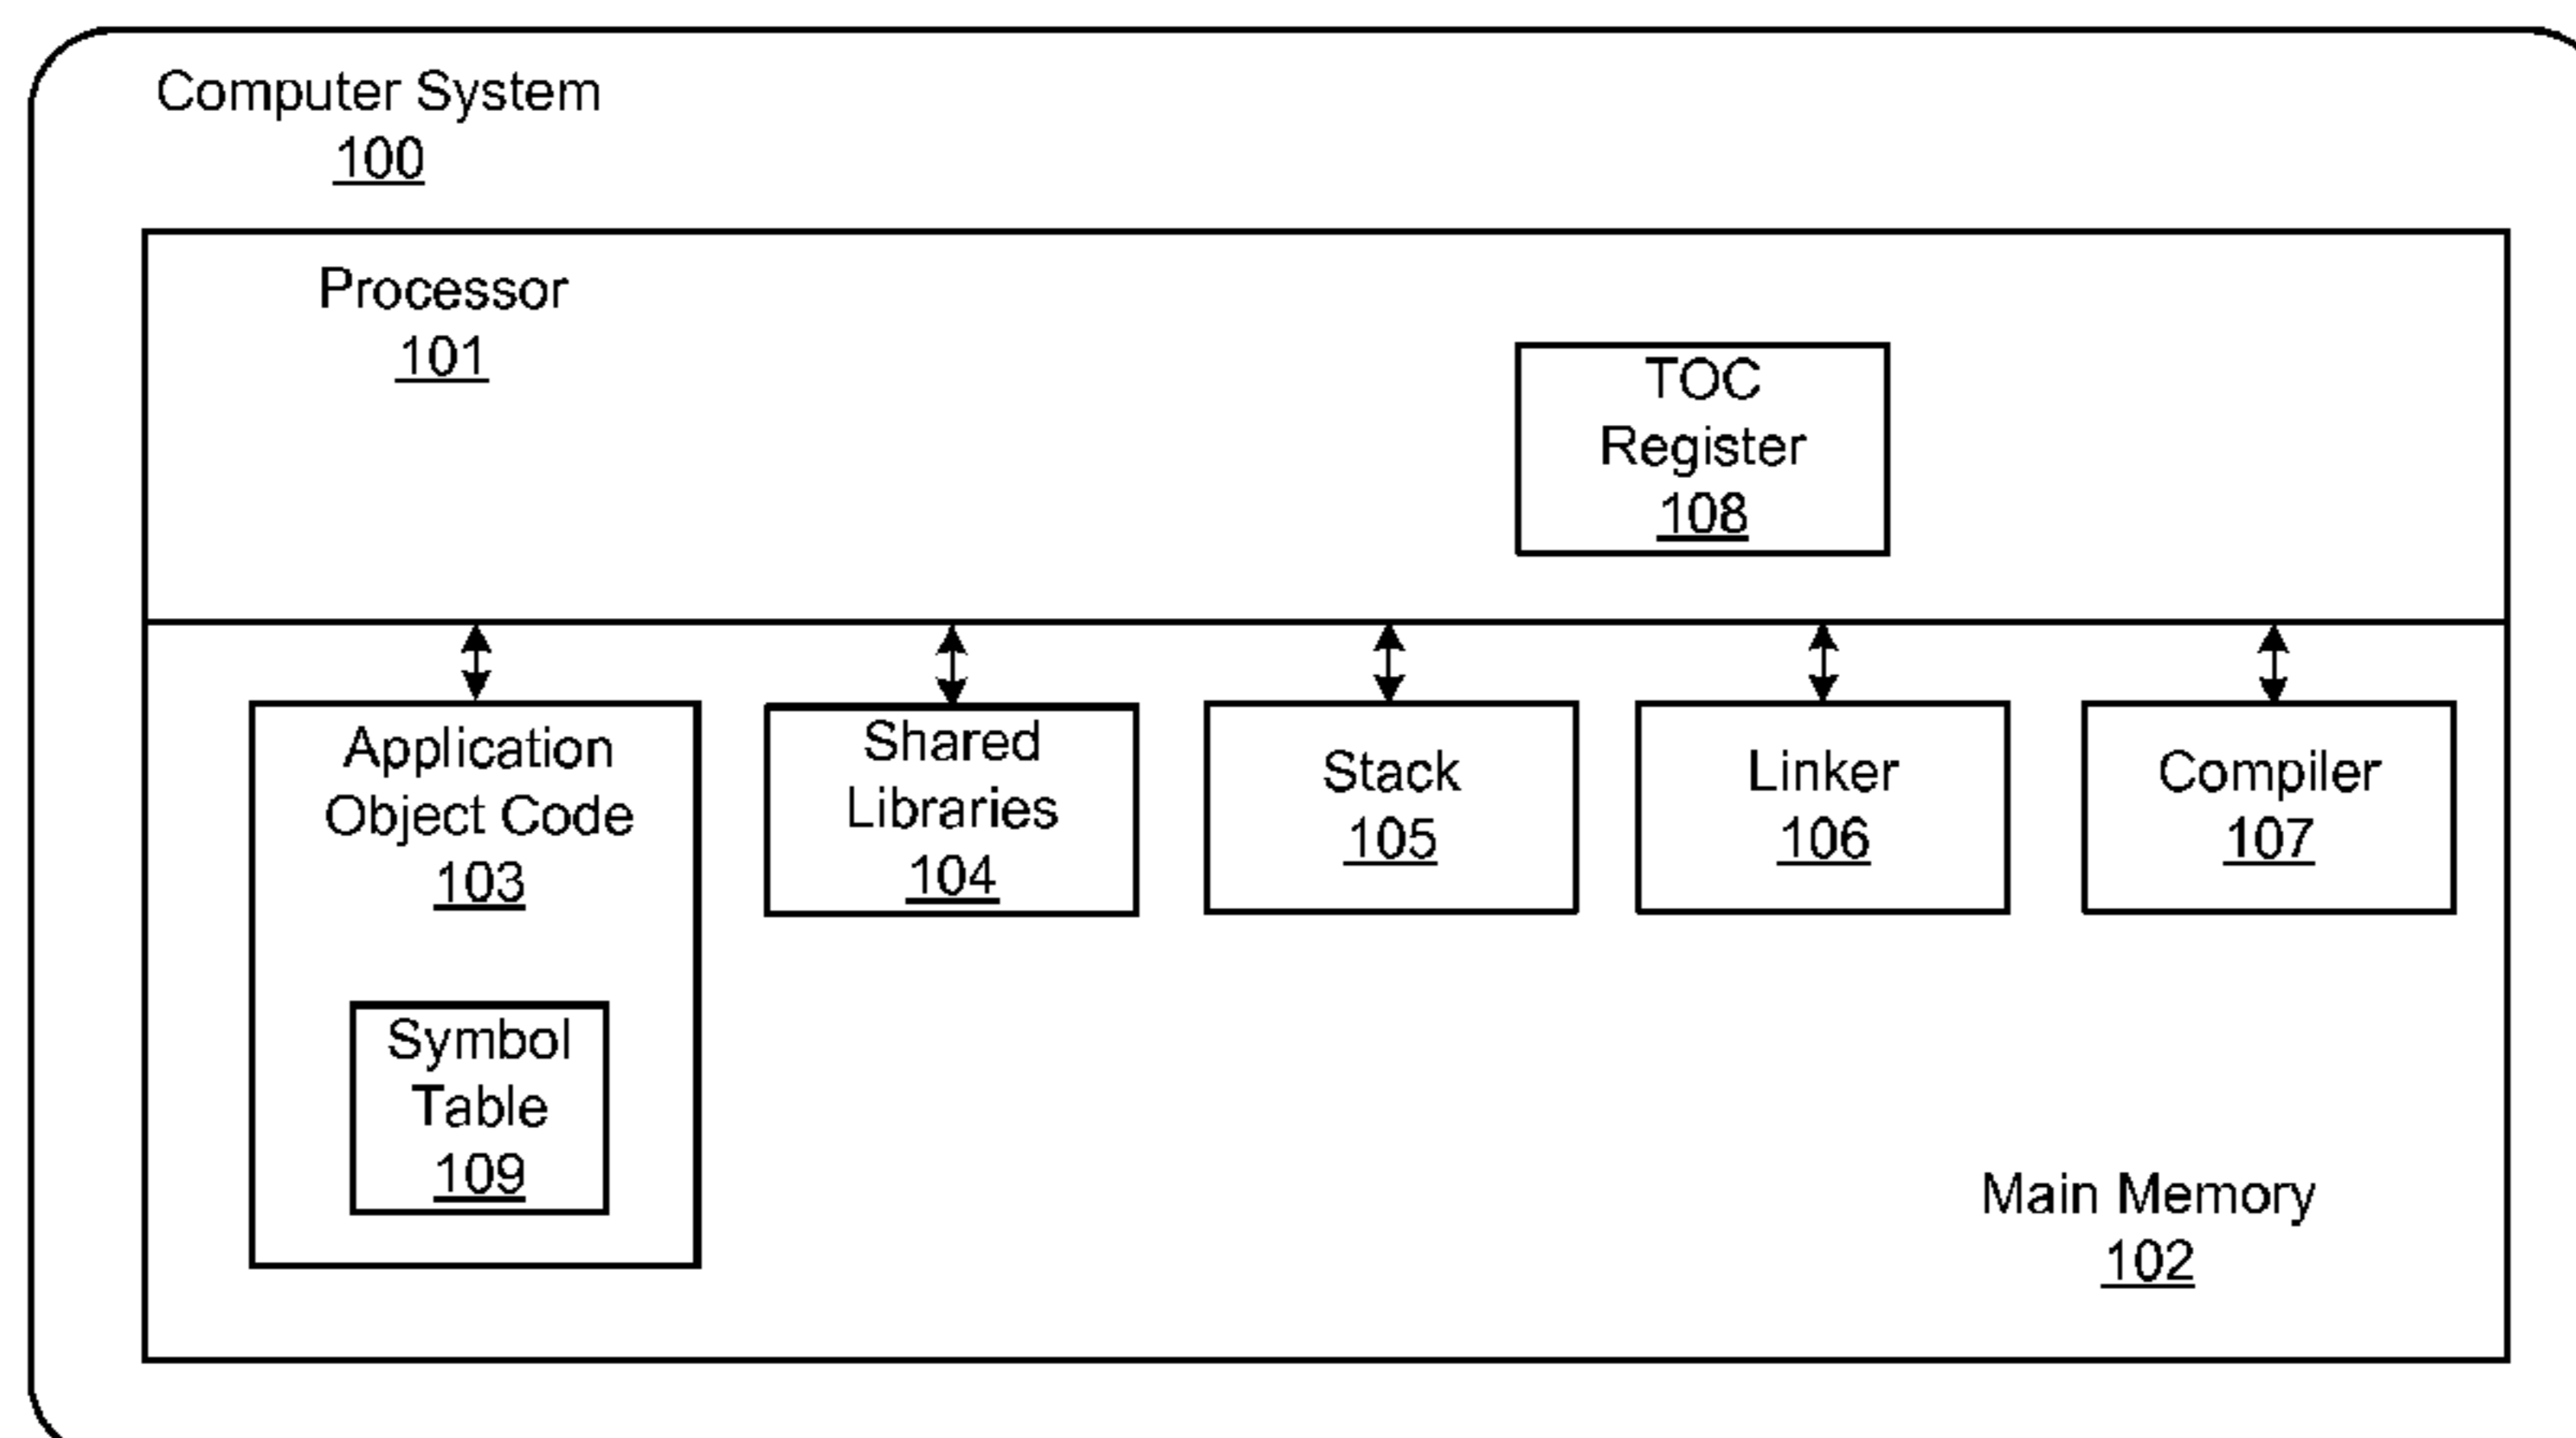 Computer System
100
Processor
101
TOC
Register
108
Application
Object Code
103
Shared
Libraries
104
Stack
105
Linker
106
Compiler
107
Symbol
Table
109
Main Memory
102